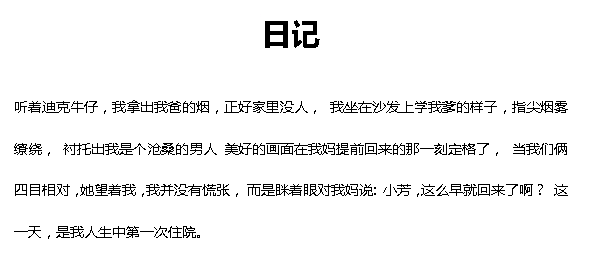 日记
听着迪克牛仔，我拿出我爸的烟，正好家里没人， 我坐在沙发上学我爹的样子，指尖烟雾
缭绕， 衬托出我是个沧桑的男人 美好的画面在我妈提前回来的那一刻定格了， 当我们俩
四目相对，她望着我，我并没有慌张， 而是眯着眼对我妈说: 小芳，这么早就回来了啊？ 这
一天，是我人生中第一次住院。